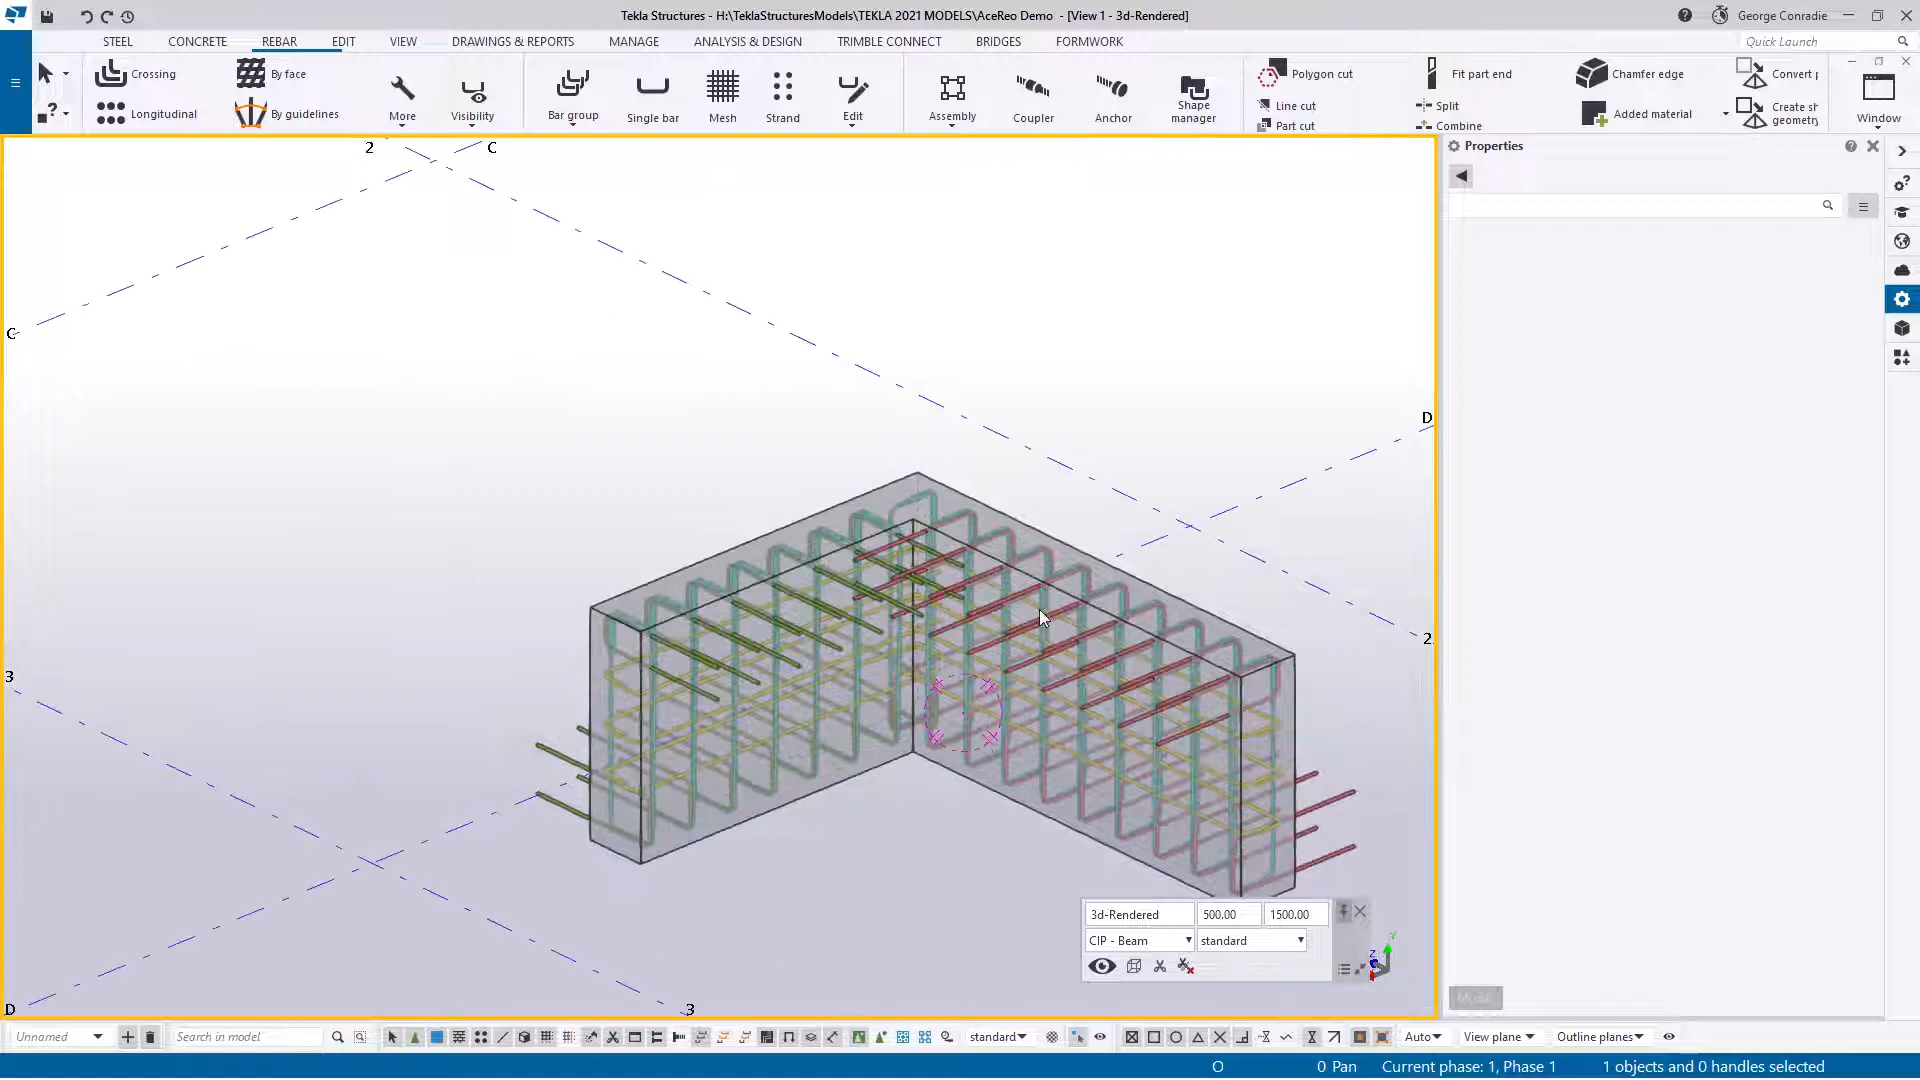 Tekla Structures - H:\TeklaStructuresModels\TEKLA 2021 MODELS\AceReo Demo - [View 1 - 3d-Rendered]
George Conradie
STEEL CONCRETE REBAR EDIT VIEW DRAWINGS & REPORTS MANAGE ANALYSIS & DESIGN TRIMBLE CONNECT BRIDGES FORMWORK
Quick Launch
Crossing
Longitudinal
By face
By guidelines
More
Visibility
Bar group
Single bar
Mesh
Strand
Edit
Assembly
Coupler
Anchor
Shape
manager
Polygon cut
Line cut
Part cut
Fit part end
Split
Combine
Chamfer edge
Added material
Convert
Create sh
geometry
Window
Properties
2
C
C
D
2
3
D
3
3d-Rendered 500.00 1500.00
CIP - Beam standard
Y
Z
Unnamed
Search in model
standard
Auto
View plane
Outline planes
O
0 Pan
Current phase: 1, Phase 1
1 objects and 0 handles selected